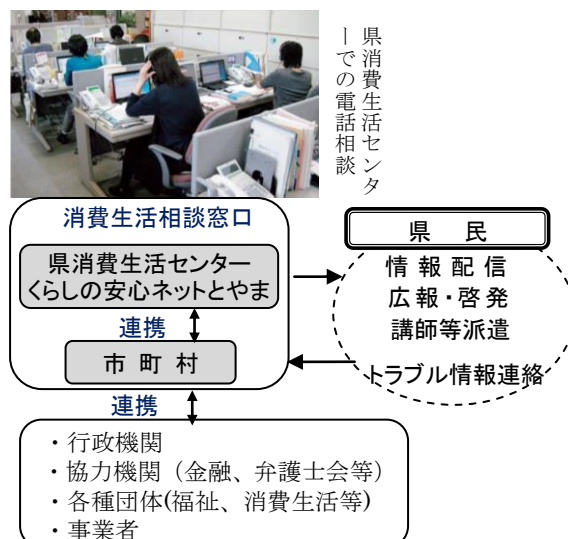 県消費生活センタ
ーでの電話相談
消費生活相談窓口
県消費生活センター
くらしの安心ネットとやま
連携
市 町 村
連携
・行政機関
・協力機関（金融、弁護士会等）
・各種団体(福祉、消費生活等)
・事業者
県　民
情 報 配 信
広 報・啓 発
講師等派遣
トラブル情報連絡